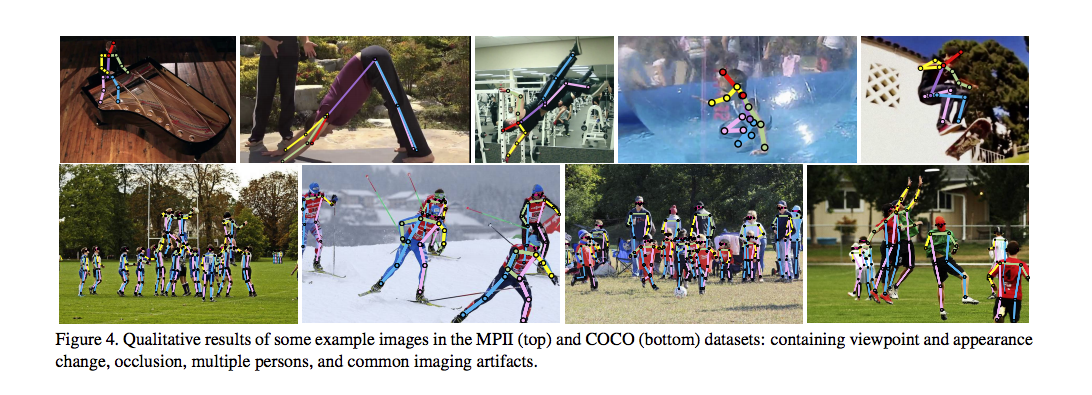 Figure 4. Qualitative results of some example images in the MPII (top) and COCO (bottom) datasets: containing viewpoint and appearance
change, occlusion, multiple persons, and common imaging artifacts.